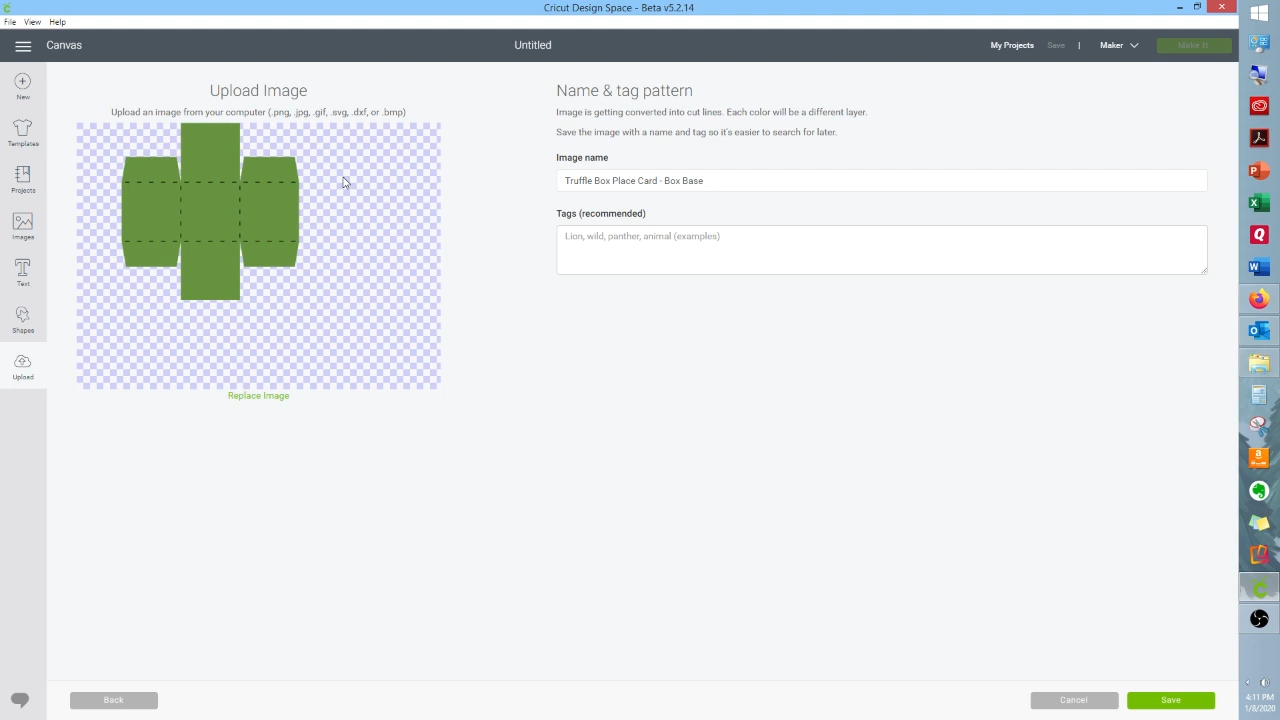 Cricut Design Space - Beta v5.2.14
File View Help
Canvas
Untitled
My Projects Save | Maker Make It
New
Templates
Projects
Images
Text
Shapes
Upload
Upload Image
Upload an image from your computer (.png, .jpg, .gif, .svg, .dxf, or .bmp)
Replace Image
Name & tag pattern
Image is getting converted into cut lines. Each color will be a different layer.
Save the image with a name and tag so it's easier to search for later.
Image name
Truffle Box Place Card - Box Base
Tags (recommended)
Lion, wild, panther, animal (examples)
Back
Cancel
Save
4:11 PM
1/8/2020